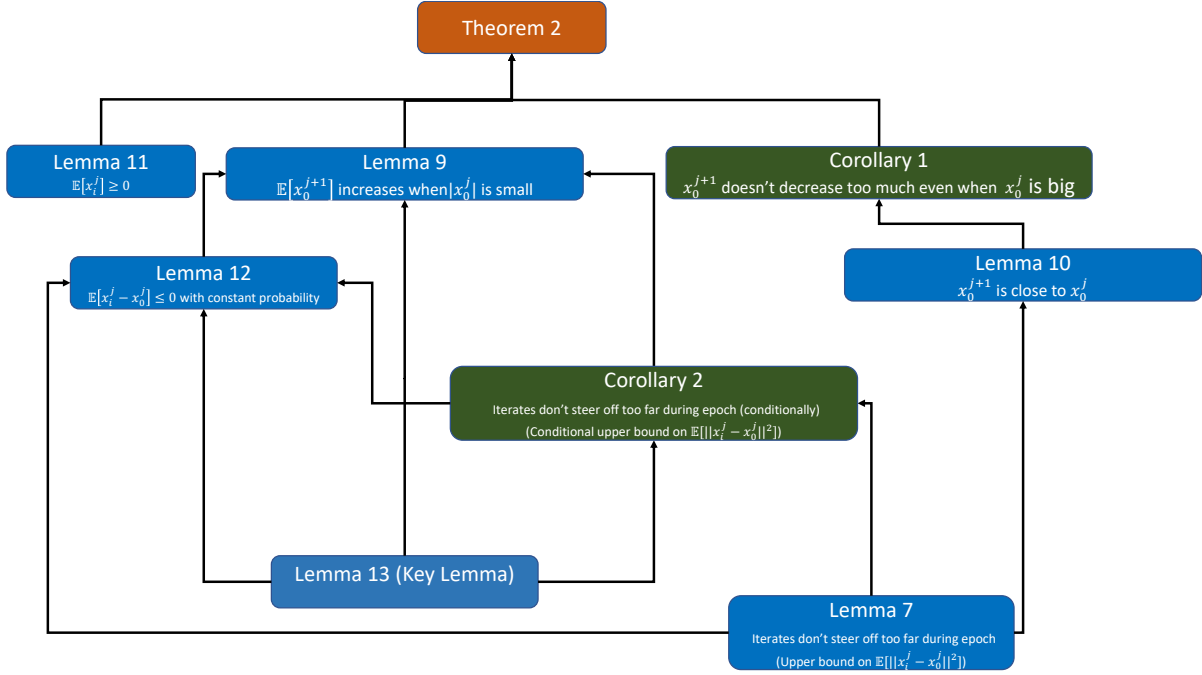 Theorem 2
Lemma 11
𝔼[x_i^j] ≥ 0
Lemma 9
𝔼[x_0^{j+1}] increases when |x_0^j| is small
Corollary 1
x_0^{j+1} doesn't decrease too much even when x_0^j is big
Lemma 12
𝔼[x_i^j − x_0^j] ≤ 0 with constant probability
Lemma 10
x_0^{j+1} is close to x_0^j
Corollary 2
Iterates don't steer off too far during epoch (conditionally)
(Conditional upper bound on 𝔼[||x_i^j − x_0^j||^2])
Lemma 13 (Key Lemma)
Lemma 7
Iterates don't steer off too far during epoch
(Upper bound on 𝔼[||x_i^j − x_0^j||^2])